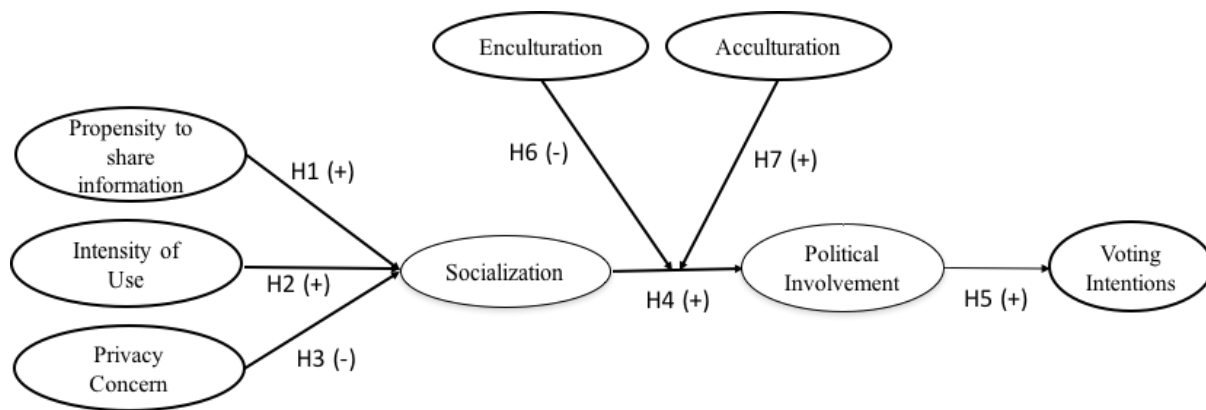 Enculturation
Acculturation
Propensity to
share
information
H1 (+)
H6 (-)
H7 (+)
Intensity of
Use
H2 (+)
Socialization
H4 (+)
Political
Involvement
H5 (+)
Voting
Intentions
Privacy
Concern
H3 (-)